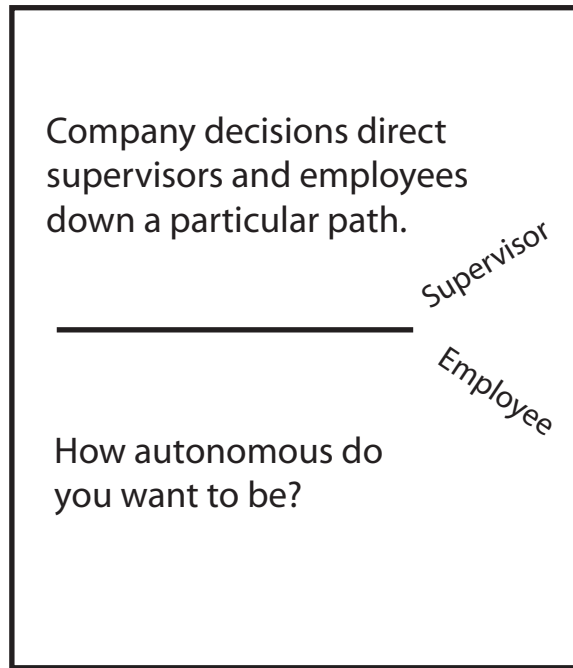 Company decisions direct
supervisors and employees
down a particular path.
Supervisor
Employee
How autonomous do
you want to be?